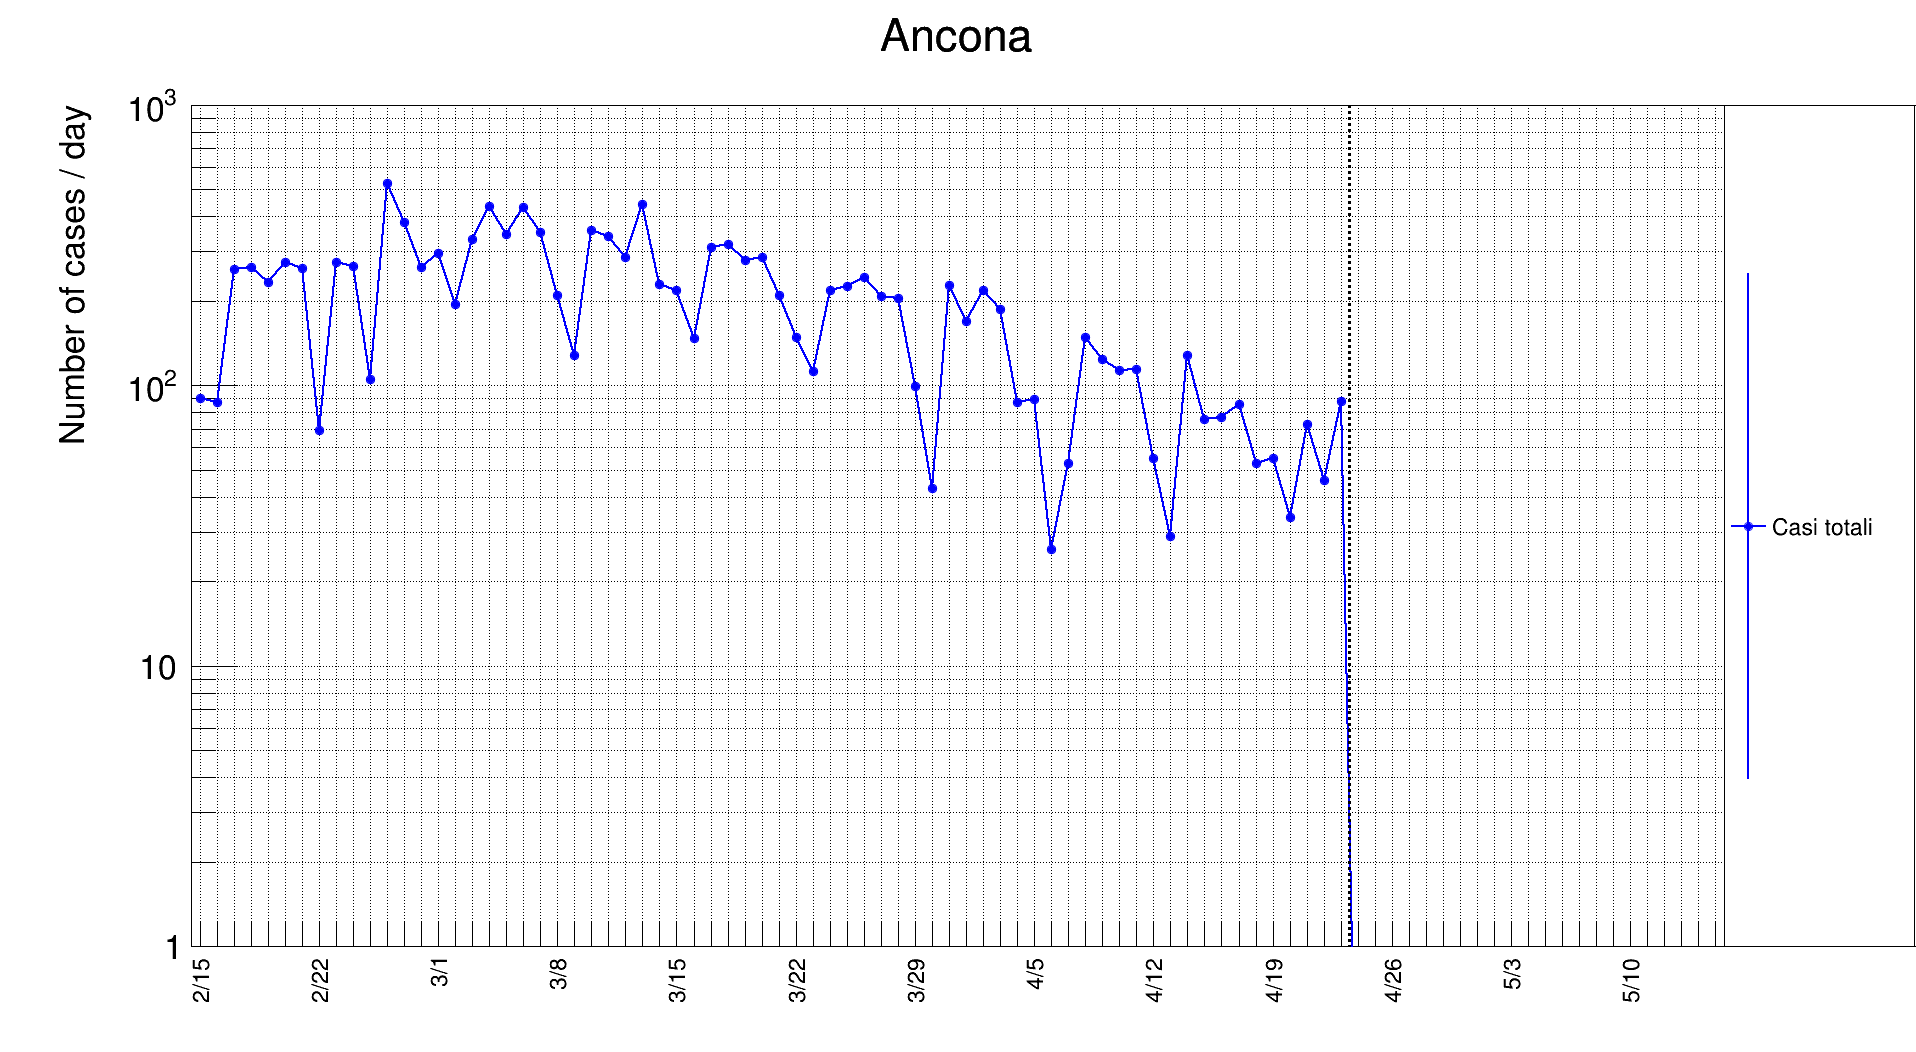 Ancona
Number of cases / day
10³
10²
10
1
2/15 2/22 3/1 3/8 3/15 3/22 3/29 4/5 4/12 4/19 4/26 5/3 5/10
Casi totali